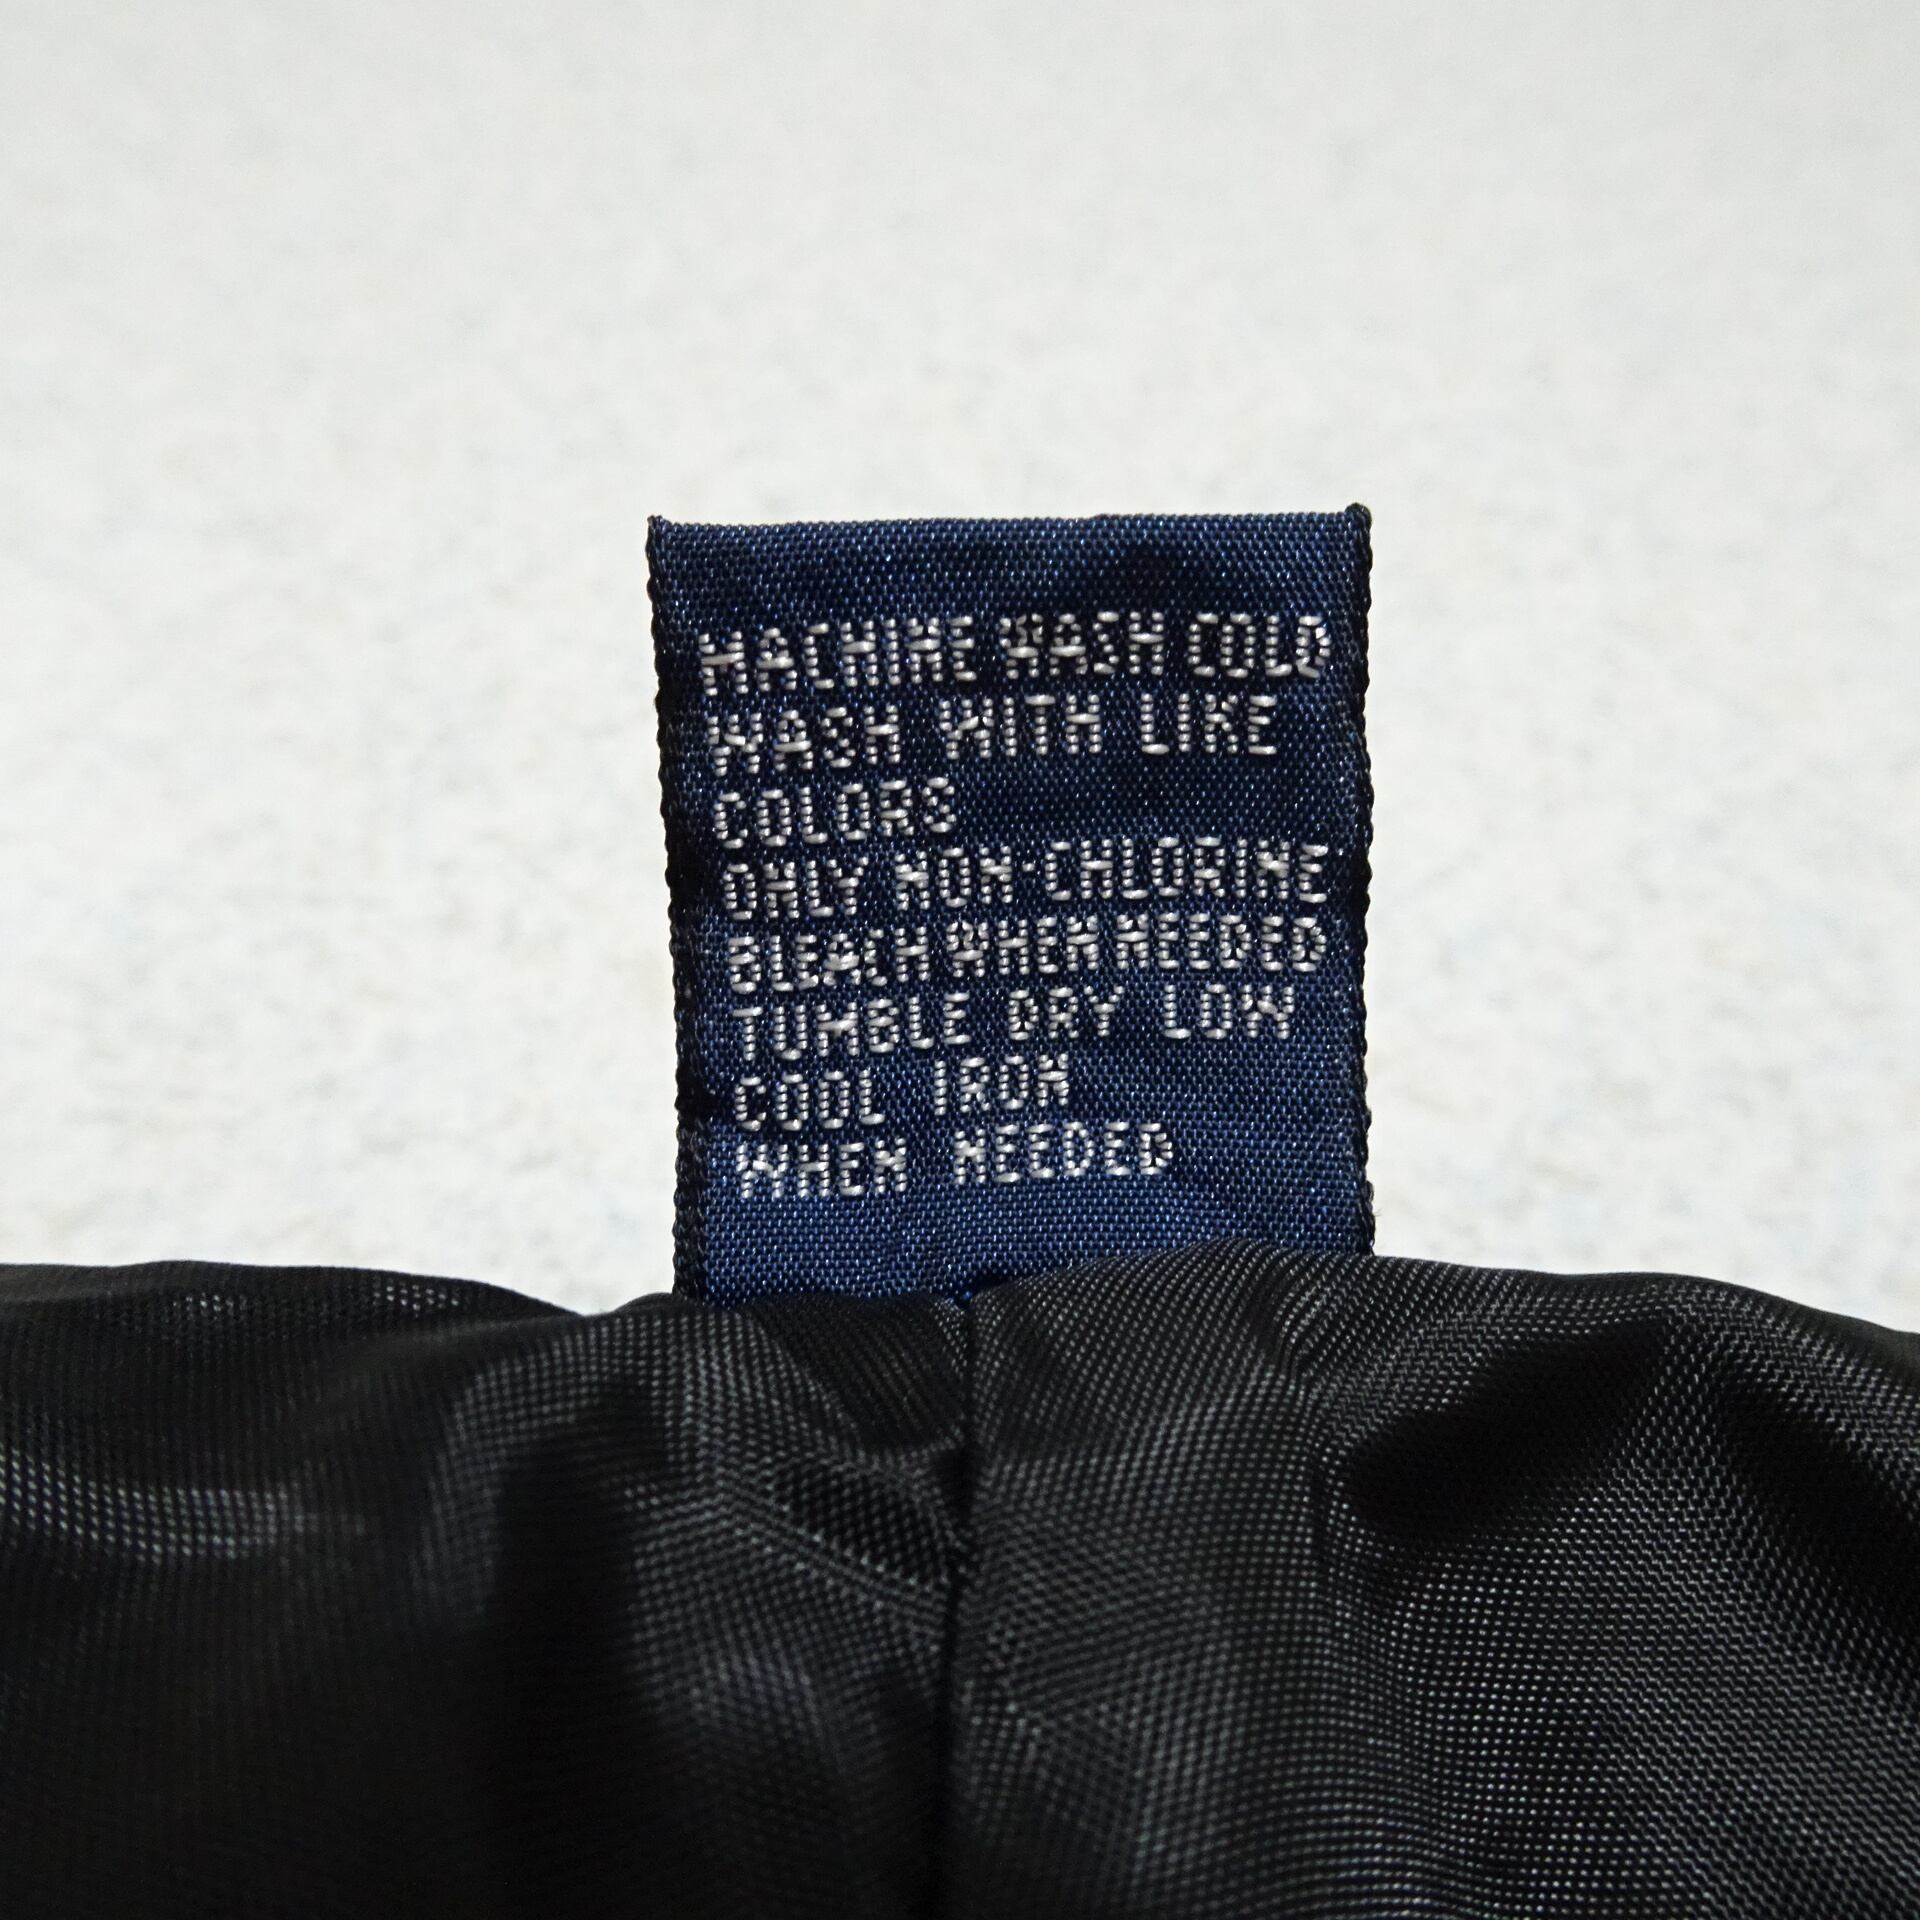 MACHINE WASH COLD
WASH WITH LIKE
COLORS
ONLY NON-CHLORINE
BLEACH WHEN NEEDED
TUMBLE DRY LOW
COOL IRON
WHEN NEEDED